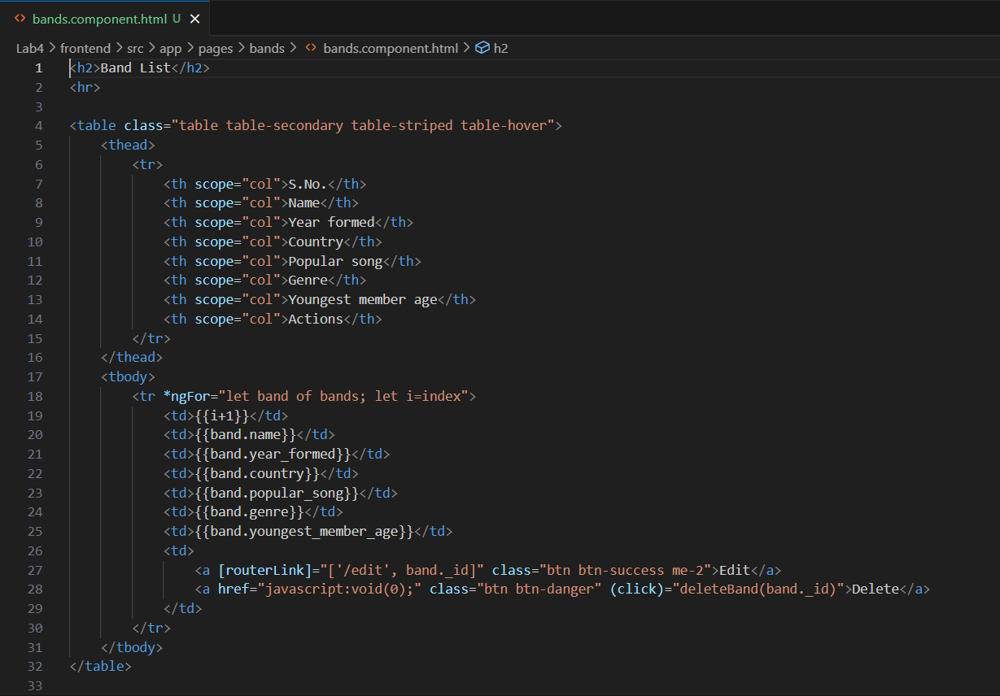 bands.component.html U ×
Lab4 > frontend > src > app > pages > bands > <> bands.component.html > h2
1 <h2>Band List</h2>
2 <hr>
3
4 <table class="table table-secondary table-striped table-hover">
5     <thead>
6         <tr>
7             <th scope="col">S.No.</th>
8             <th scope="col">Name</th>
9             <th scope="col">Year formed</th>
10             <th scope="col">Country</th>
11             <th scope="col">Popular song</th>
12             <th scope="col">Genre</th>
13             <th scope="col">Youngest member age</th>
14             <th scope="col">Actions</th>
15         </tr>
16     </thead>
17     <tbody>
18         <tr *ngFor="let band of bands; let i=index">
19             <td>{{i+1}}</td>
20             <td>{{band.name}}</td>
21             <td>{{band.year_formed}}</td>
22             <td>{{band.country}}</td>
23             <td>{{band.popular_song}}</td>
24             <td>{{band.genre}}</td>
25             <td>{{band.youngest_member_age}}</td>
26             <td>
27                 <a [routerLink]="['/edit', band._id]" class="btn btn-success me-2">Edit</a>
28                 <a href="javascript:void(0);" class="btn btn-danger" (click)="deleteBand(band._id)">Delete</a>
29             </td>
30         </tr>
31     </tbody>
32 </table>
33